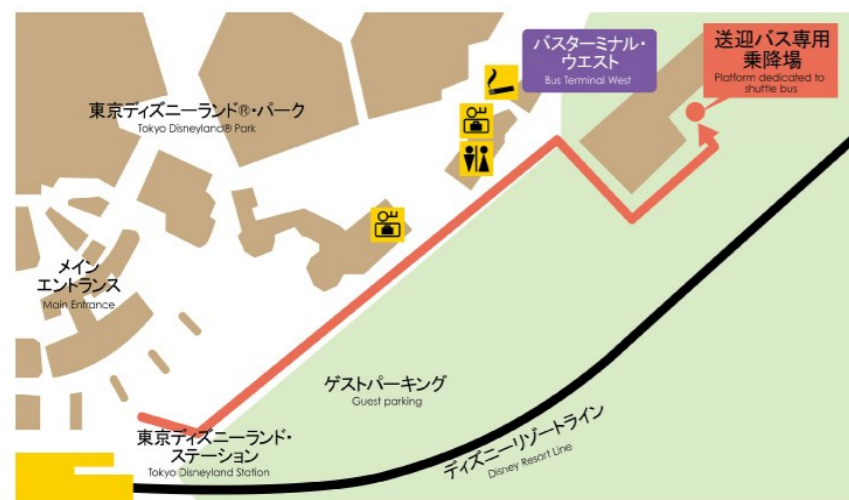 バスターミナル・
ウエスト
Bus Terminal West
送迎バス専用
乗降場
Platform dedicated to
shuttle bus
東京ディズニーランド®・パーク
Tokyo Disneyland® Park
メイン
エントランス
Main Entrance
ゲストパーキング
Guest parking
東京ディズニーランド・
ステーション
Tokyo Disneyland Station
ディズニーリゾートライン
Disney Resort Line